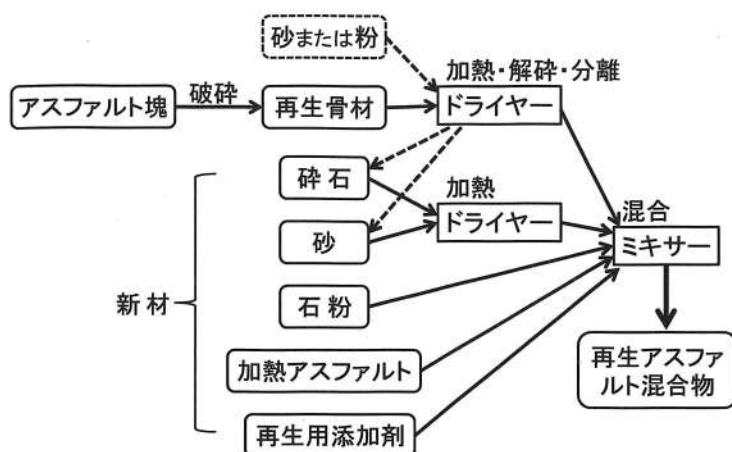 砂または粉
加熱・解砕・分離
アスファルト塊
破砕
再生骨材
ドライヤー
砕石
加熱
ドライヤー
砂
混合
ミキサー
新材
石粉
加熱アスファルト
再生アスファ
ルト混合物
再生用添加剤